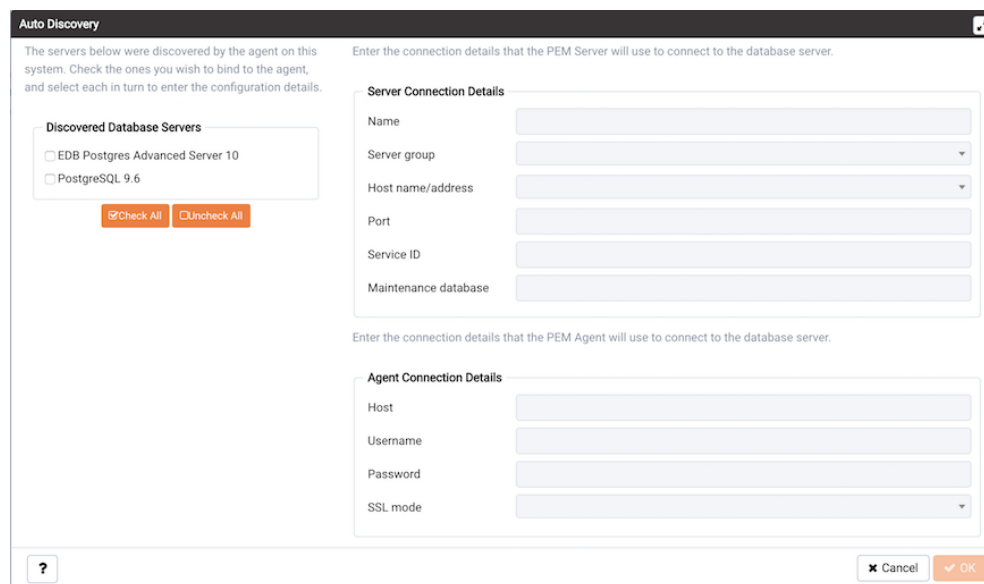 Auto Discovery
The servers below were discovered by the agent on this
system. Check the ones you wish to bind to the agent,
and select each in turn to enter the configuration details.
Discovered Database Servers
EDB Postgres Advanced Server 10
PostgreSQL 9.6
Check All
Uncheck All
Enter the connection details that the PEM Server will use to connect to the database server.
Server Connection Details
Name
Server group
Host name/address
Port
Service ID
Maintenance database
Enter the connection details that the PEM Agent will use to connect to the database server.
Agent Connection Details
Host
Username
Password
SSL mode
?
Cancel
OK